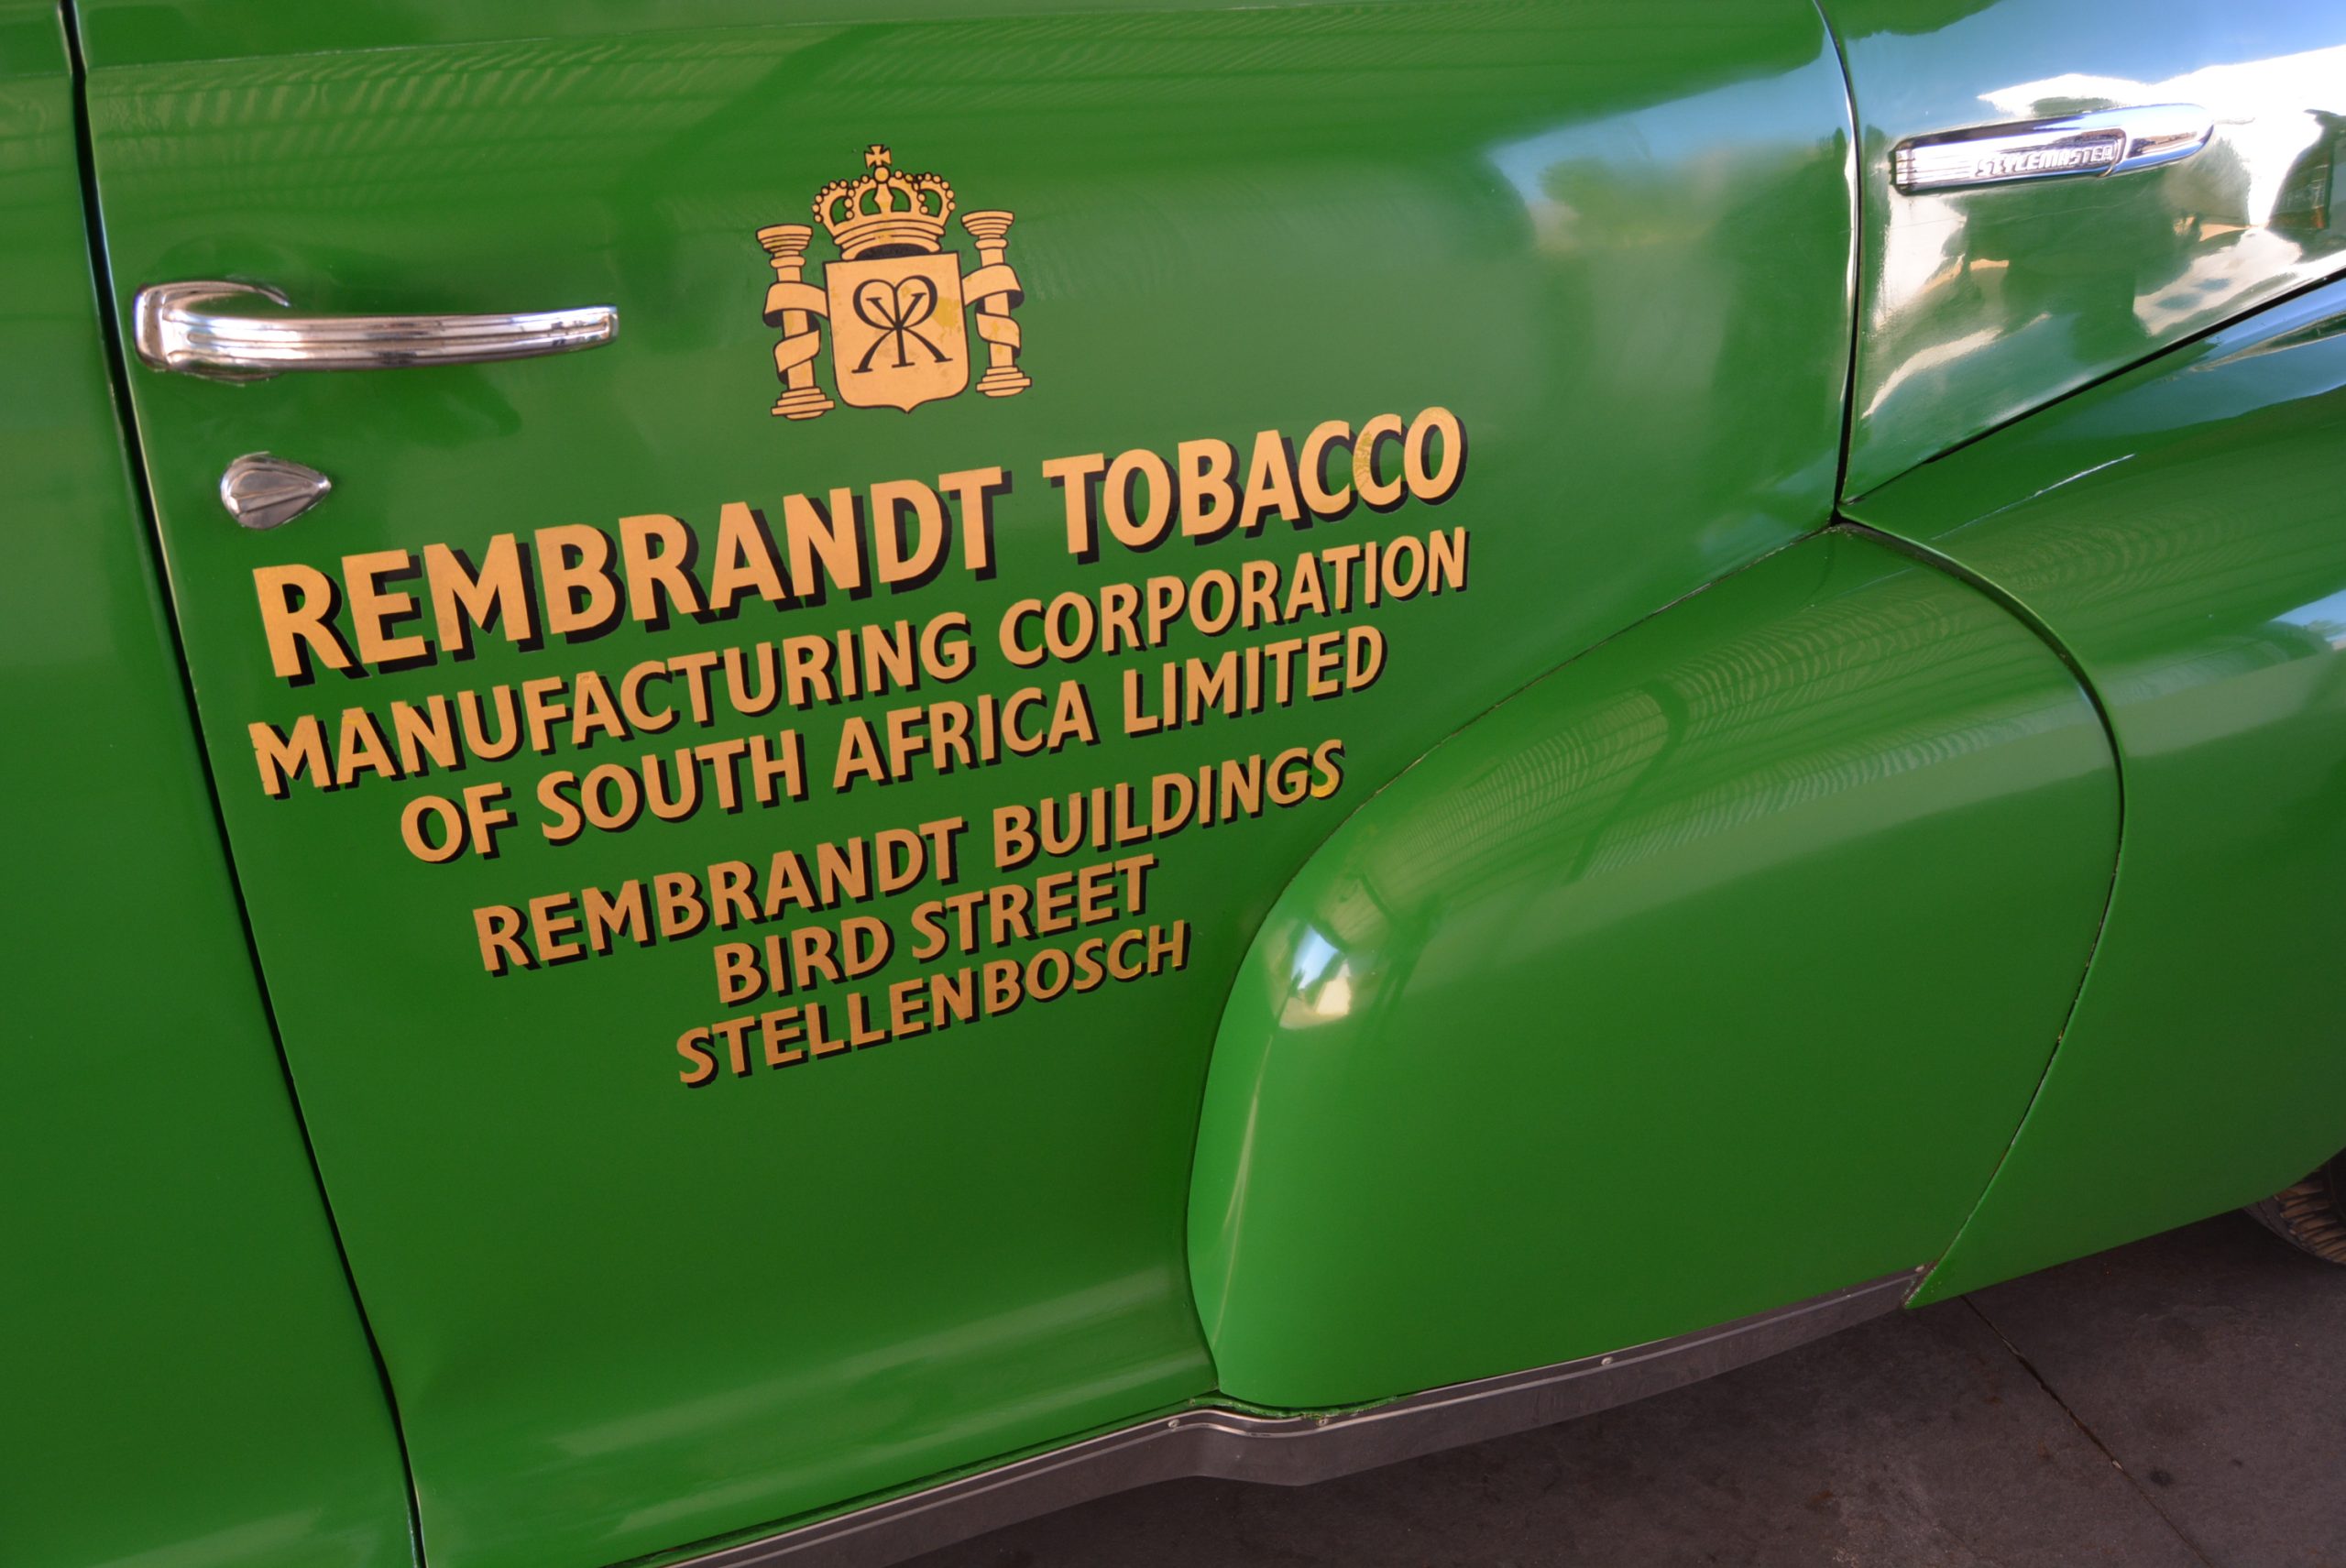 STYLEMASTER
REMBRANDT TOBACCO
MANUFACTURING CORPORATION
OF SOUTH AFRICA LIMITED
REMBRANDT BUILDINGS
BIRD STREET
STELLENBOSCH